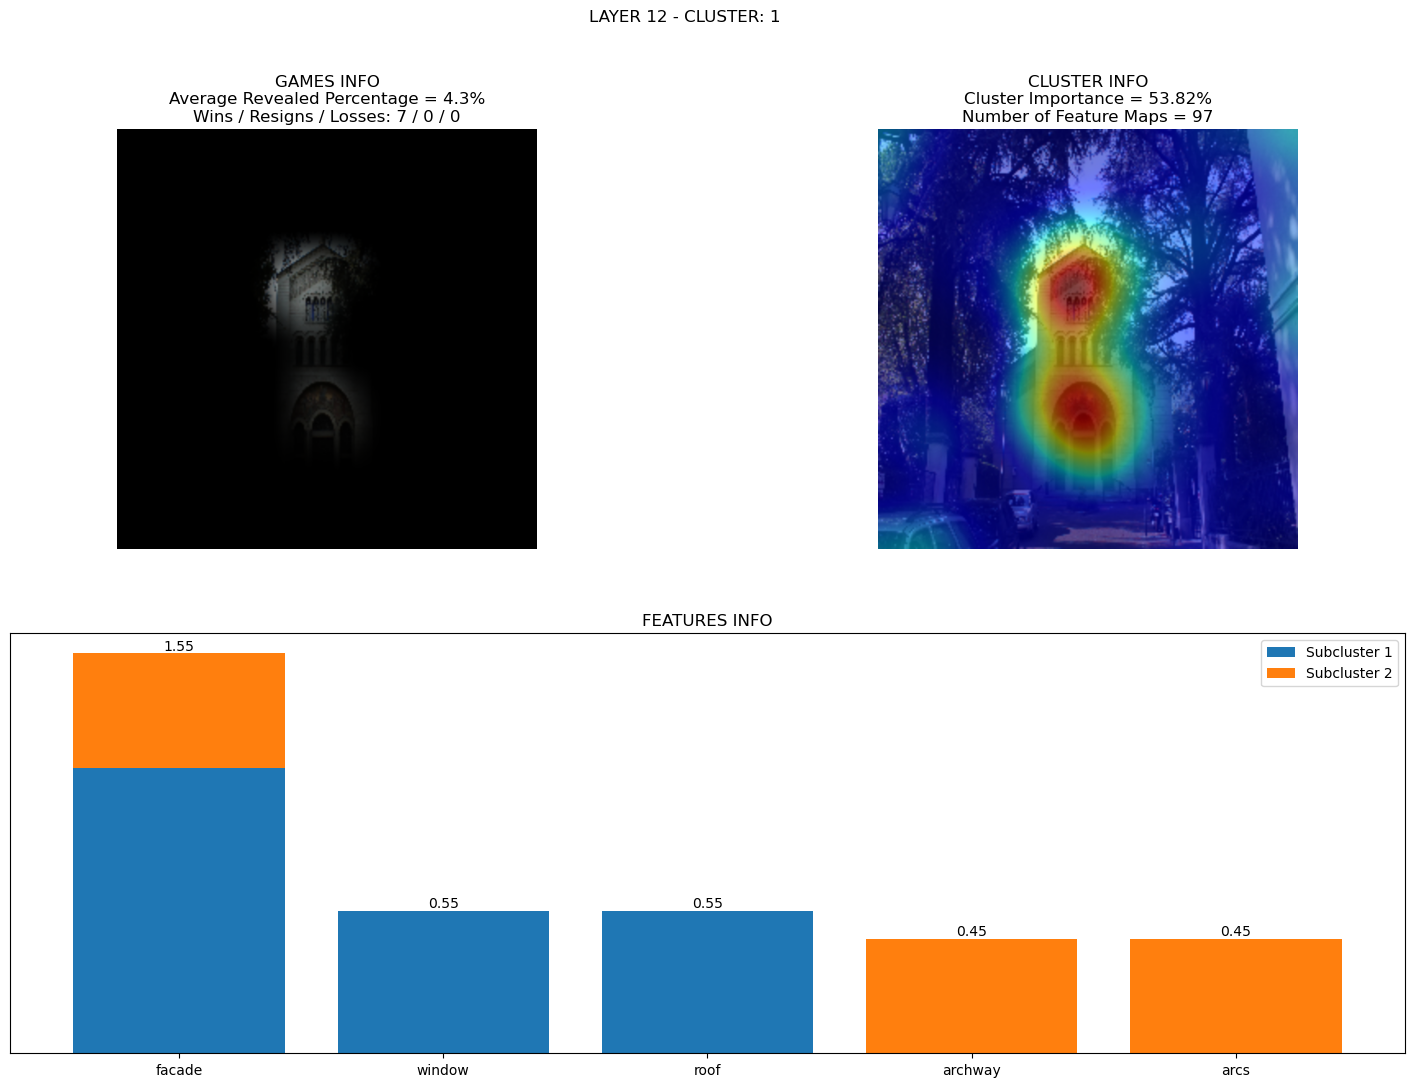 LAYER 12 - CLUSTER: 1
GAMES INFO
Average Revealed Percentage = 4.3%
Wins / Resigns / Losses: 7 / 0 / 0
CLUSTER INFO
Cluster Importance = 53.82%
Number of Feature Maps = 97
FEATURES INFO
1.55
0.55
0.55
0.45
0.45
Subcluster 1
Subcluster 2
facade
window
roof
archway
arcs